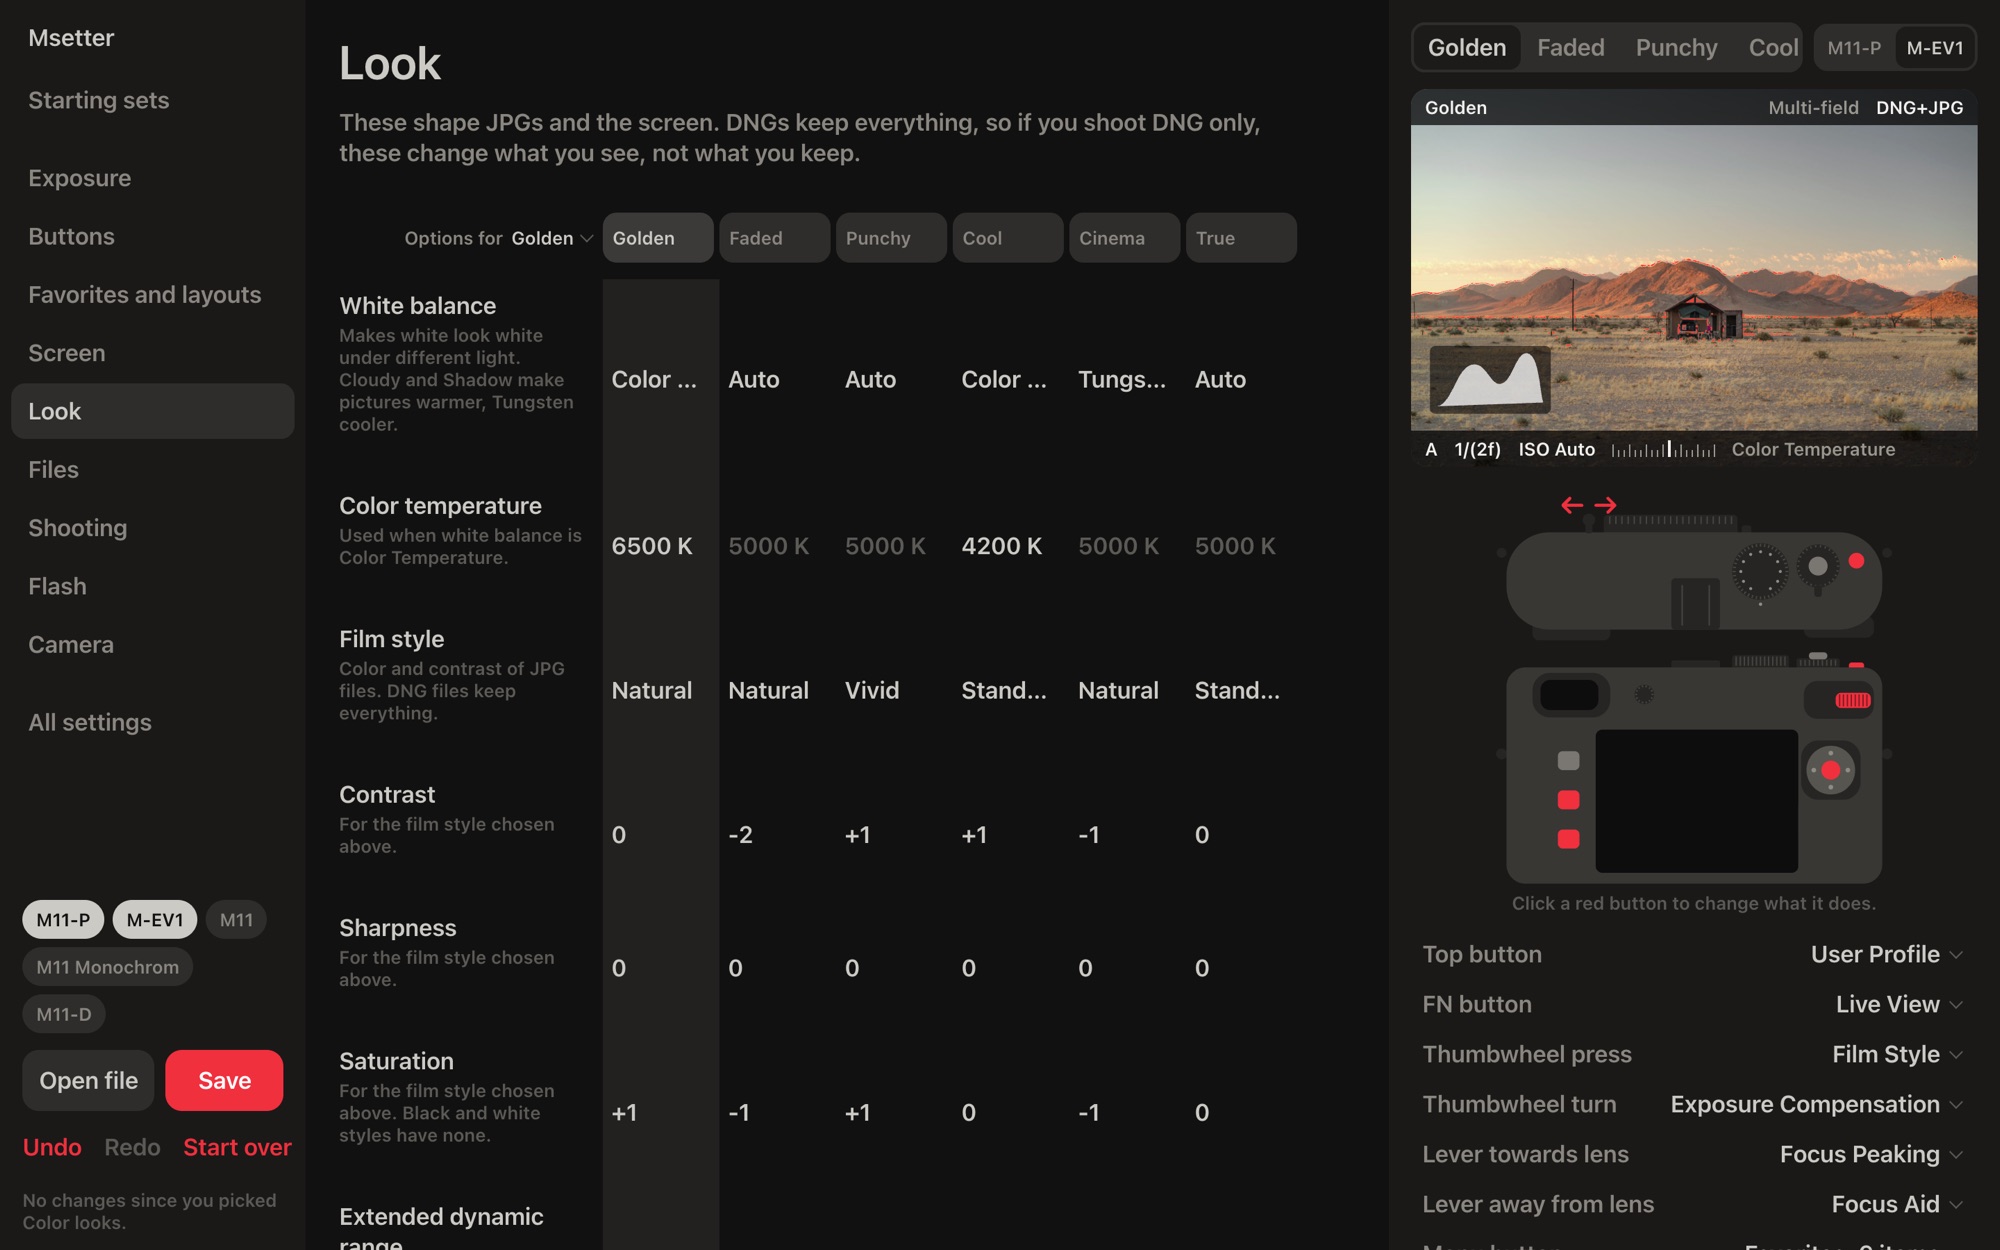 Msetter
Starting sets
Exposure
Buttons
Favorites and layouts
Screen
Look
Files
Shooting
Flash
Camera
All settings
M11-P M-EV1 M11
M11 Monochrom
M11-D
Open file Save
Undo Redo Start over
No changes since you picked
Color looks.
Look
These shape JPGs and the screen. DNGs keep everything, so if you shoot DNG only,
these change what you see, not what you keep.
Options for Golden Golden Faded Punchy Cool Cinema True
White balance
Makes white look white
under different light.
Cloudy and Shadow make
pictures warmer, Tungsten
cooler.
Color ... Auto Auto Color ... Tungs... Auto
Color temperature
Used when white balance is
Color Temperature.
6500 K 5000 K 5000 K 4200 K 5000 K 5000 K
Film style
Color and contrast of JPG
files. DNG files keep
everything.
Natural Natural Vivid Stand... Natural Stand...
Contrast
For the film style chosen
above.
0 -2 +1 +1 -1 0
Sharpness
For the film style chosen
above.
0 0 0 0 0 0
Saturation
For the film style chosen
above. Black and white
styles have none.
+1 -1 +1 0 -1 0
Extended dynamic
range
Golden Faded Punchy Cool M11-P M-EV1
Golden Multi-field DNG+JPG
A 1/(2f) ISO Auto Color Temperature
Click a red button to change what it does.
Top button User Profile
FN button Live View
Thumbwheel press Film Style
Thumbwheel turn Exposure Compensation
Lever towards lens Focus Peaking
Lever away from lens Focus Aid